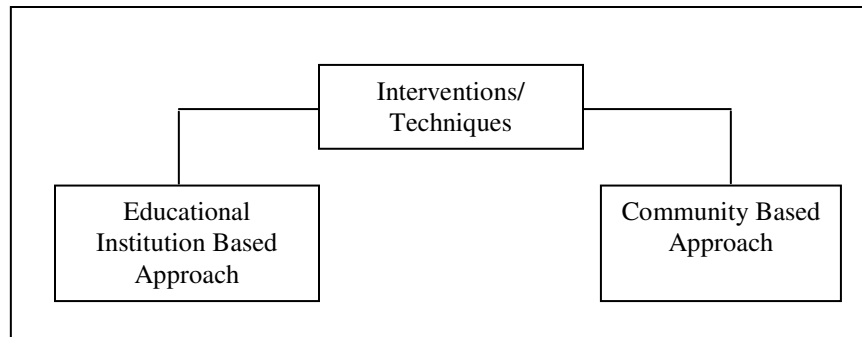 Interventions/
Techniques
Educational
Institution Based
Approach
Community Based
Approach